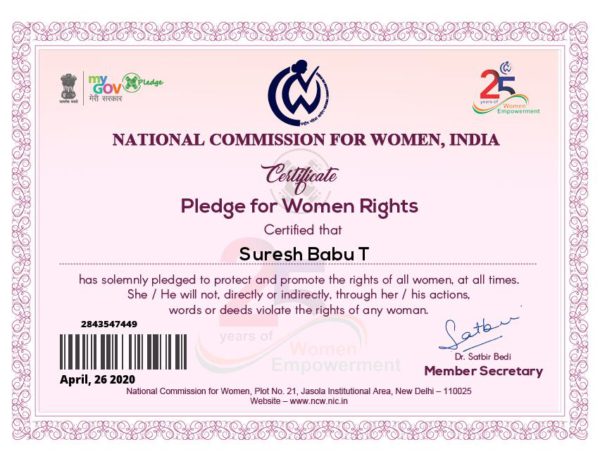 my
GOV Pledge
मेरी सरकार
25
years of
Women
Empowerment
NATIONAL COMMISSION FOR WOMEN, INDIA
Certificate
Pledge for Women Rights
Certified that
Suresh Babu T
has solemnly pledged to protect and promote the rights of all women, at all times.
She / He will not, directly or indirectly, through her / his actions,
words or deeds violate the rights of any woman.
25
years of
Women
Empowerment
2843547449
April, 26 2020
Satbir
Dr. Satbir Bedi
Member Secretary
National Commission for Women, Plot No. 21, Jasola Institutional Area, New Delhi – 110025
Website – www.ncw.nic.in